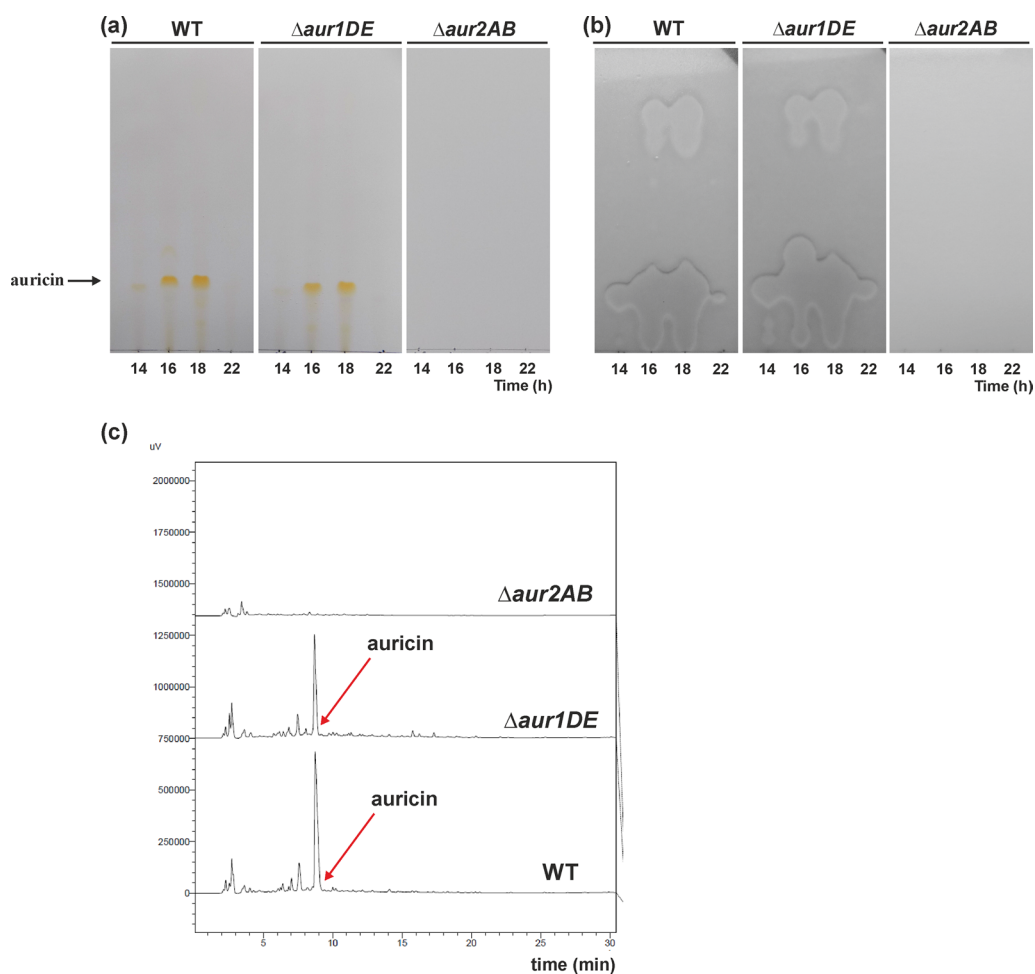 (a)
WT
Δaur1DE
Δaur2AB
auricin
14 16 18 22
14 16 18 22
14 16 18 22
Time (h)
(b)
WT
Δaur1DE
Δaur2AB
14 16 18 22
14 16 18 22
14 16 18 22
Time (h)
(c)
uV
2000000
1750000
1500000
Δaur2AB
1250000
auricin
1000000
Δaur1DE
750000
500000
auricin
250000
WT
0
5 10 15 20 25 30
time (min)